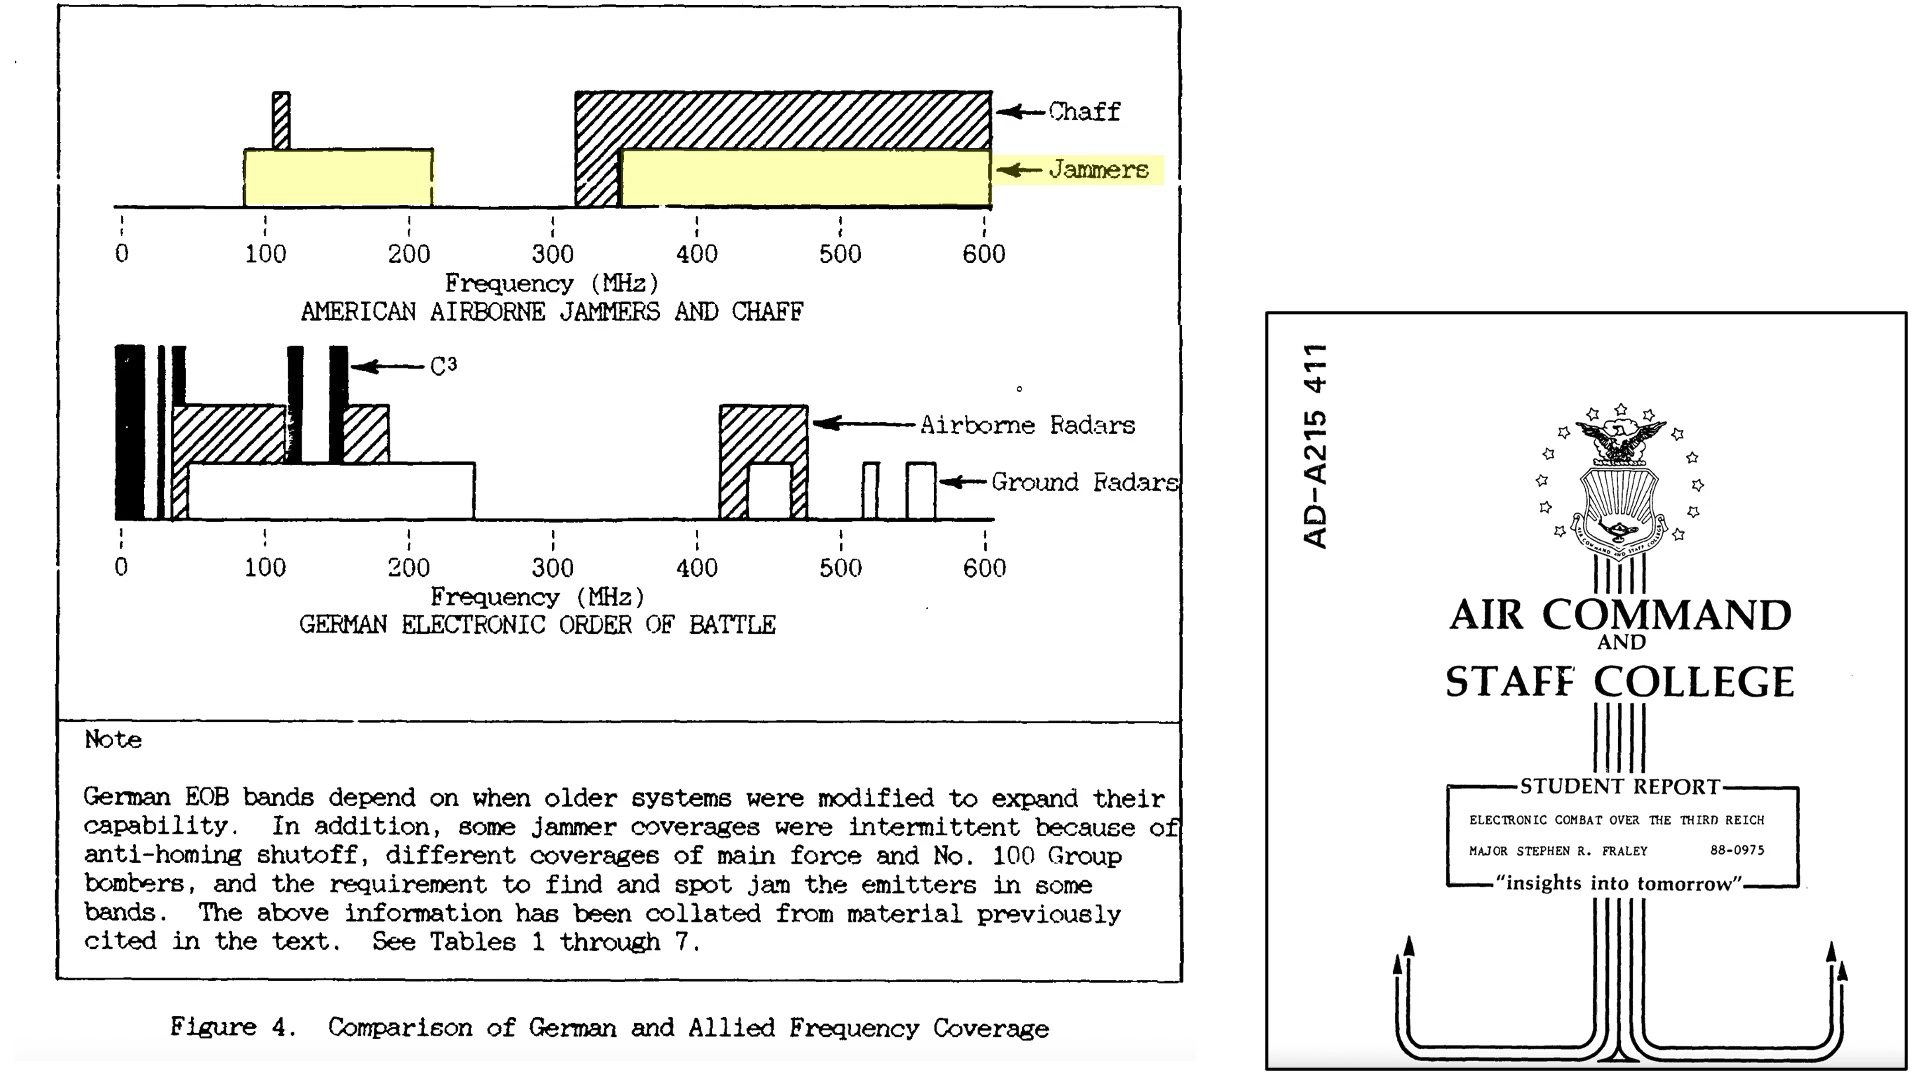 Chaff
Jammers
0 100 200 300 400 500 600
Frequency (MHz)
AMERICAN AIRBORNE JAMMERS AND CHAFF
C³
Airborne Radars
Ground Radars
0 100 200 300 400 500 600
Frequency (MHz)
GERMAN ELECTRONIC ORDER OF BATTLE
Note
German EOB bands depend on when older systems were modified to expand their
capability. In addition, some jammer coverages were intermittent because of
anti-homing shutoff, different coverages of main force and No. 100 Group
bombers, and the requirement to find and spot jam the emitters in some
bands. The above information has been collated from material previously
cited in the text. See Tables 1 through 7.
Figure 4. Comparison of German and Allied Frequency Coverage
AD-A215 411
AIR COMMAND AND STAFF COLLEGE
AIR COMMAND
AND
STAFF COLLEGE
STUDENT REPORT
ELECTRONIC COMBAT OVER THE THIRD REICH
MAJOR STEPHEN R. FRALEY 88-0975
"insights into tomorrow"